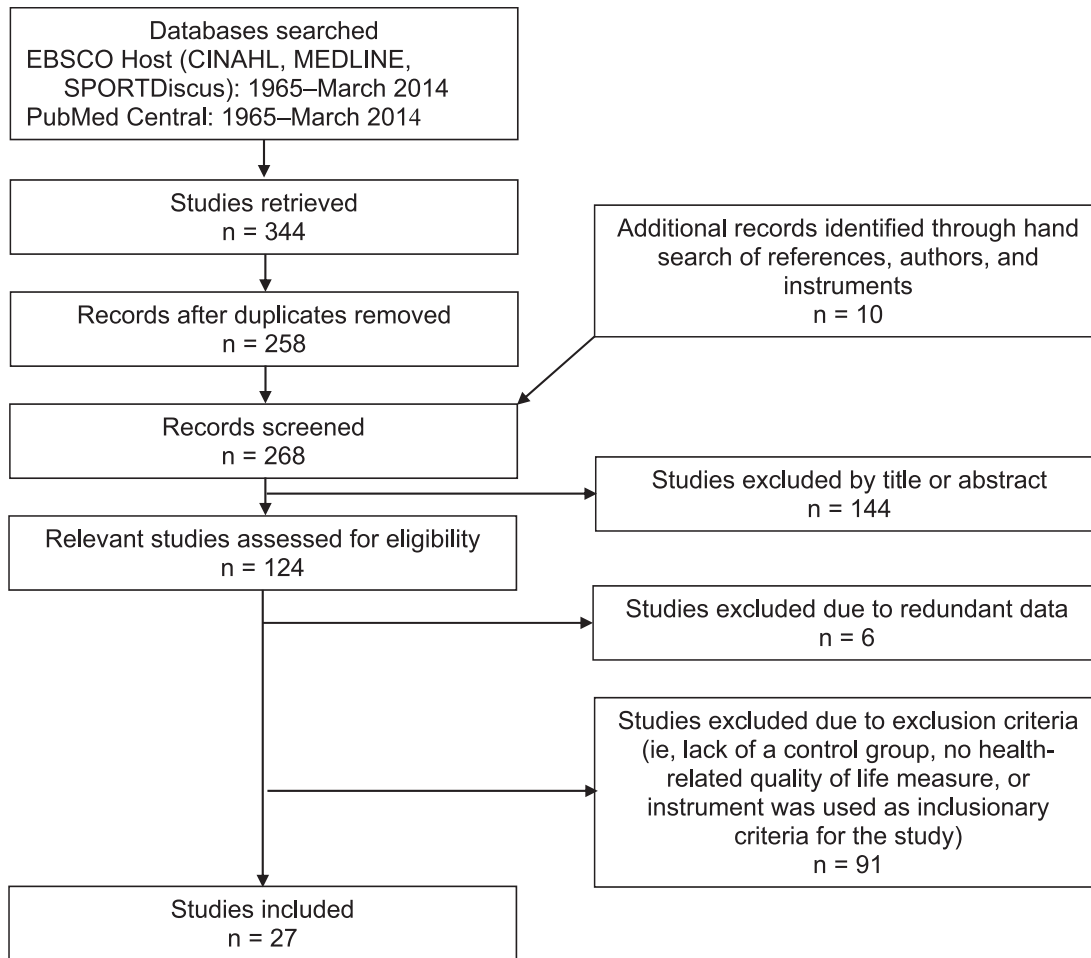 Databases searched
EBSCO Host (CINAHL, MEDLINE,
SPORTDiscus): 1965–March 2014
PubMed Central: 1965–March 2014
Studies retrieved
n = 344
Additional records identified through hand
search of references, authors, and
instruments
n = 10
Records after duplicates removed
n = 258
Records screened
n = 268
Studies excluded by title or abstract
n = 144
Relevant studies assessed for eligibility
n = 124
Studies excluded due to redundant data
n = 6
Studies excluded due to exclusion criteria
(ie, lack of a control group, no health-
related quality of life measure, or
instrument was used as inclusionary
criteria for the study)
n = 91
Studies included
n = 27